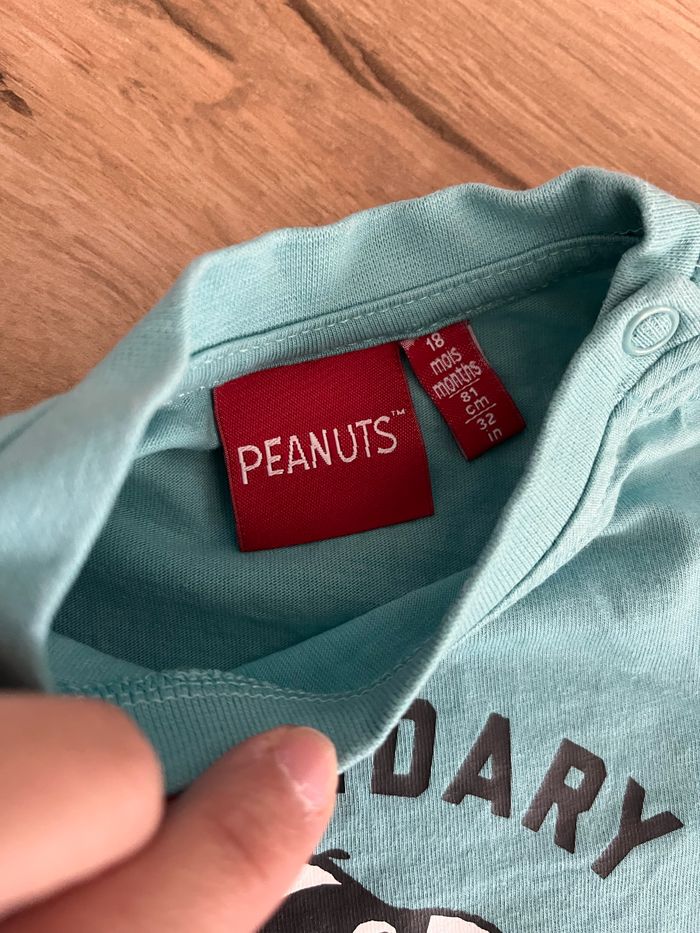 PEANUTS™
18
mois
months
81
cm
32
in
DARY